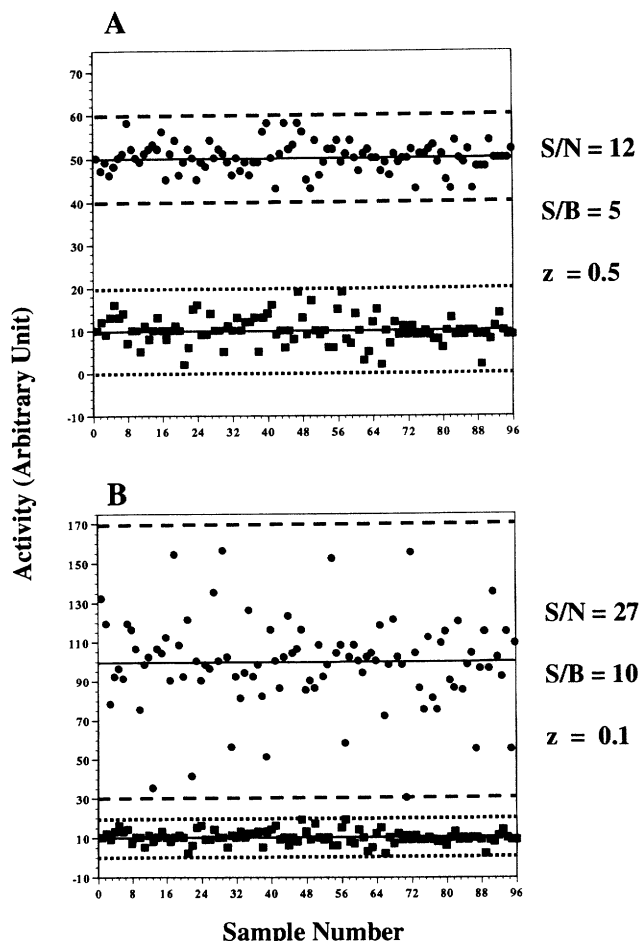 A
70
60
50
40
30
20
10
0
-10
0 8 16 24 32 40 48 56 64 72 80 88 96
S/N = 12
S/B = 5
z = 0.5
Activity (Arbitrary Unit)
B
170
150
130
110
90
70
50
30
10
-10
0 8 16 24 32 40 48 56 64 72 80 88 96
S/N = 27
S/B = 10
z = 0.1
Sample Number